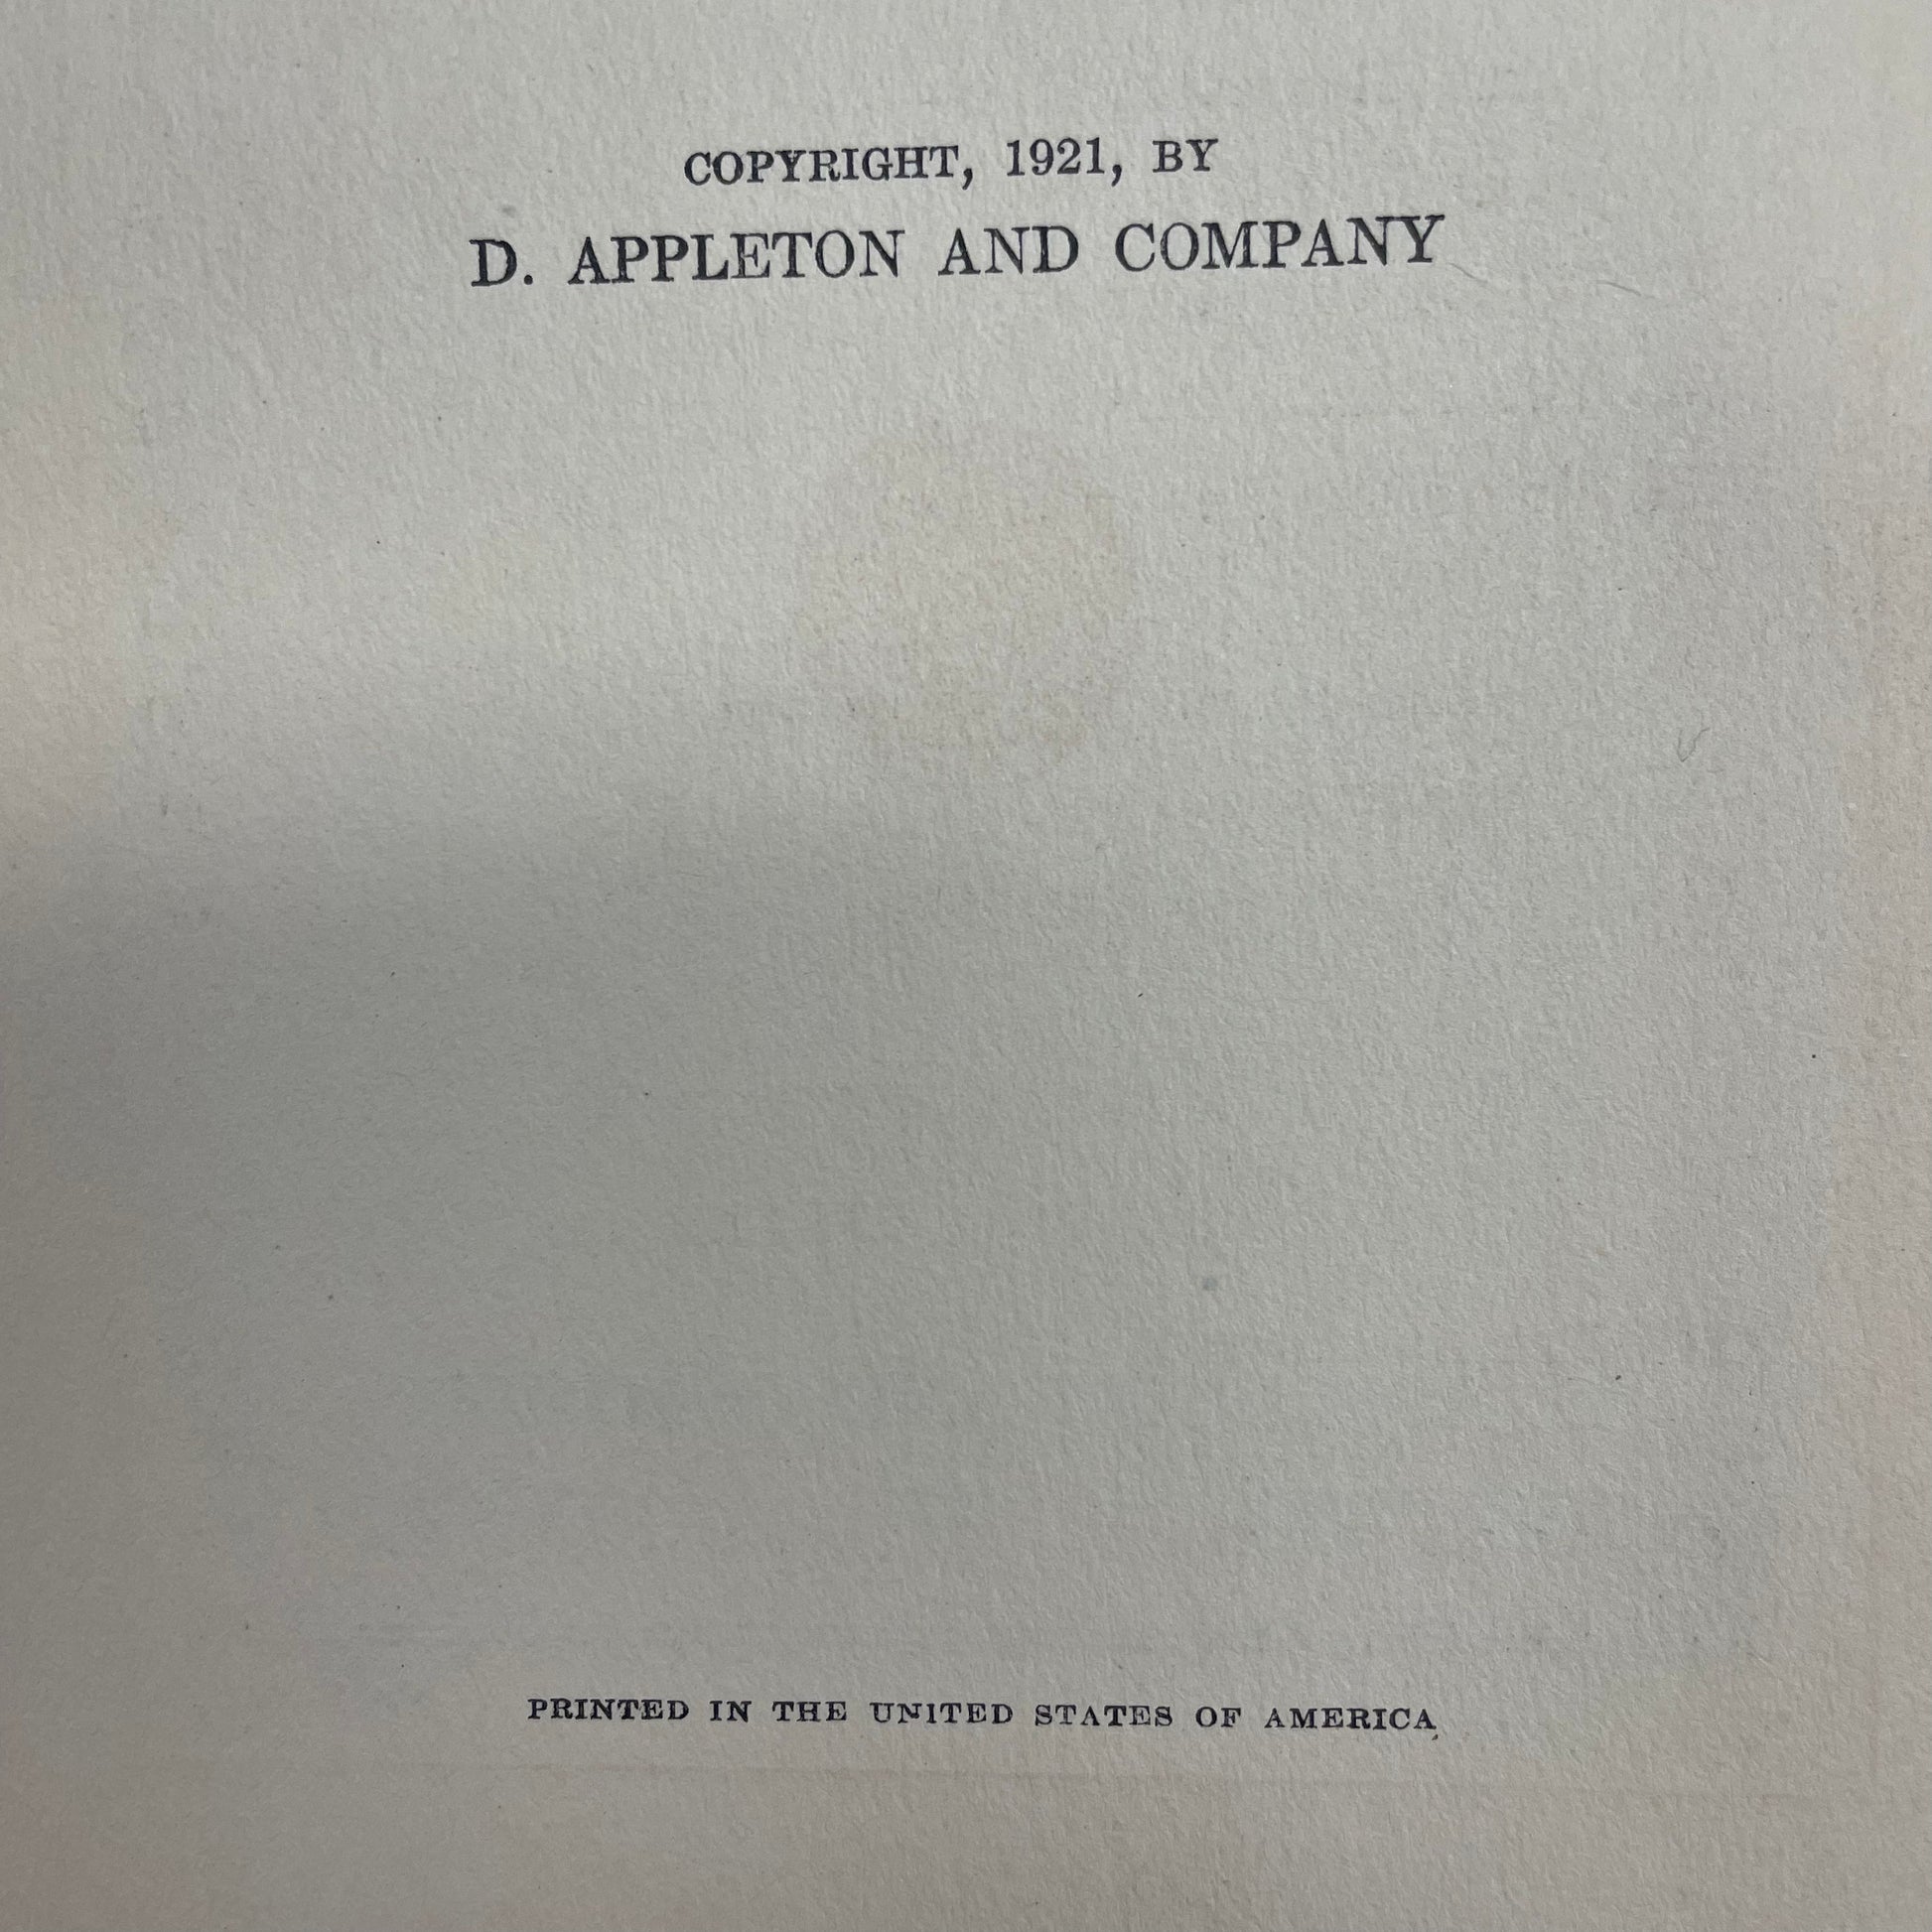 COPYRIGHT, 1921, BY
D. APPLETON AND COMPANY
PRINTED IN THE UNITED STATES OF AMERICA